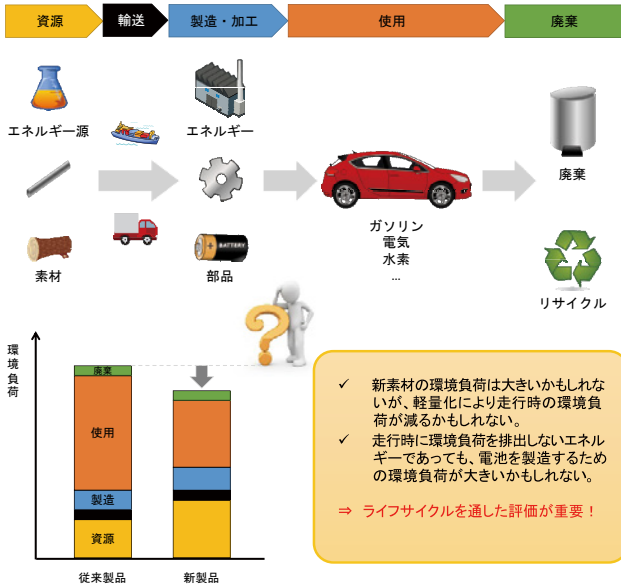 資源
輸送
製造・加工
使用
廃棄
エネルギー源
エネルギー
BATTERY
素材
部品
ガソリン
電気
水素
…
廃棄
リサイクル
環境負荷
廃棄
使用
製造
資源
従来製品
新製品
✓ 新素材の環境負荷は大きいかもしれな
いが、軽量化により走行時の環境負
荷が減るかもしれない。
✓ 走行時に環境負荷を排出しないエネル
ギーであっても、電池を製造するため
の環境負荷が大きいかもしれない。
⇒ ライフサイクルを通した評価が重要！